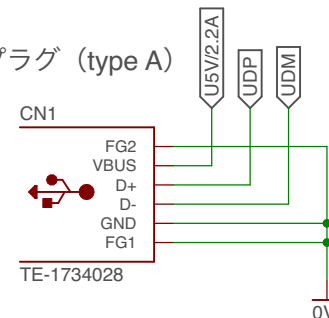 プラグ（type A）
U5V/2.2A
UDP
UDM
CN1
FG2
VBUS
D+
D-
GND
FG1
TE-1734028
0V